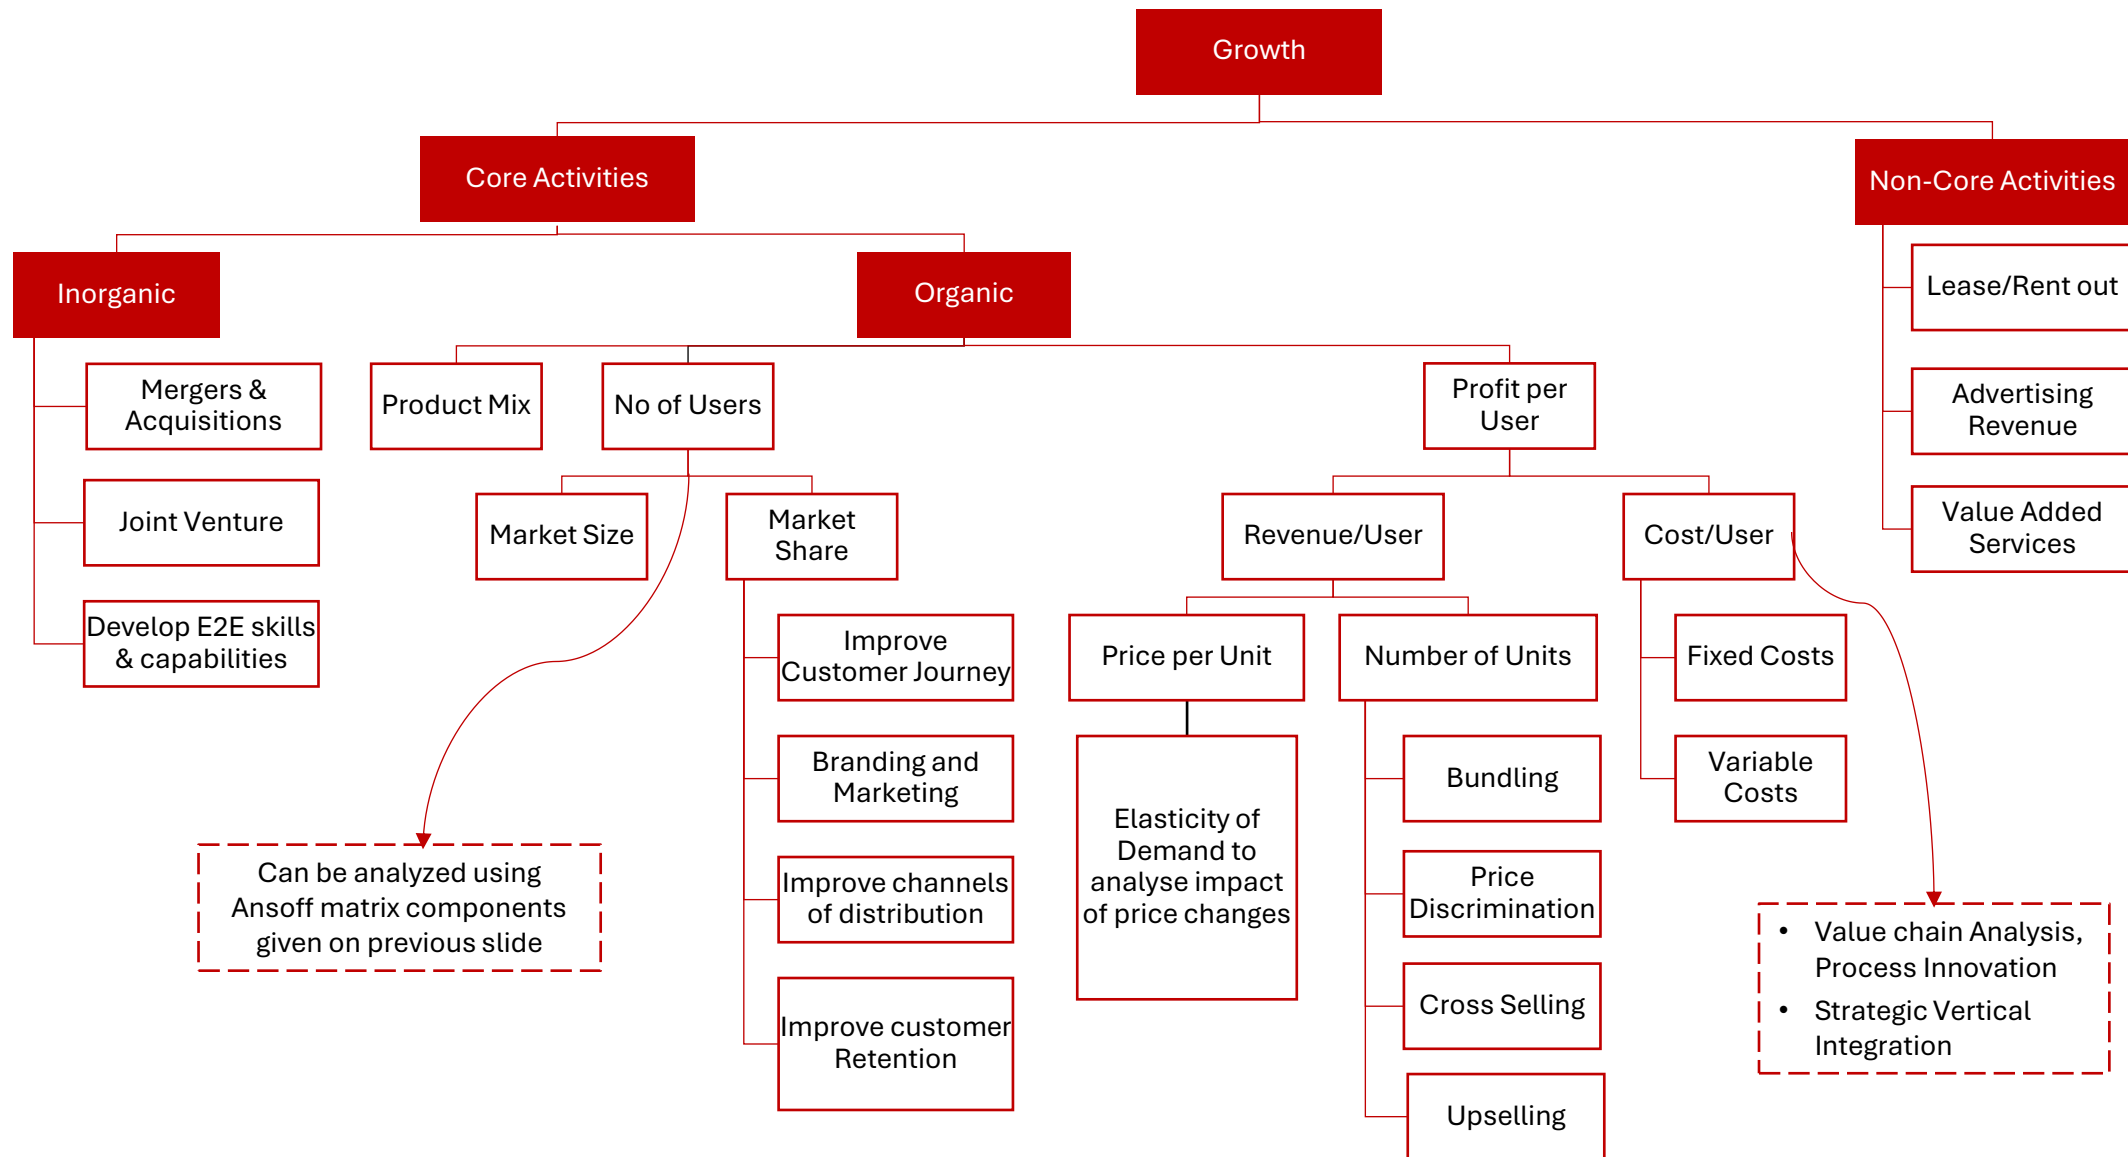 Growth
Core Activities
Non-Core Activities
Inorganic
Organic
Lease/Rent out
Mergers &
Acquisitions
Product Mix
No of Users
Profit per
User
Advertising
Revenue
Joint Venture
Market Size
Market
Share
Revenue/User
Cost/User
Value Added
Services
Develop E2E skills
& capabilities
Improve
Customer Journey
Price per Unit
Number of Units
Fixed Costs
Branding and
Marketing
Elasticity of
Demand to
analyse impact
of price changes
Bundling
Variable
Costs
Can be analyzed using
Ansoff matrix components
given on previous slide
Improve channels
of distribution
Price
Discrimination
• Value chain Analysis,
Process Innovation
• Strategic Vertical
Integration
Improve customer
Retention
Cross Selling
Upselling